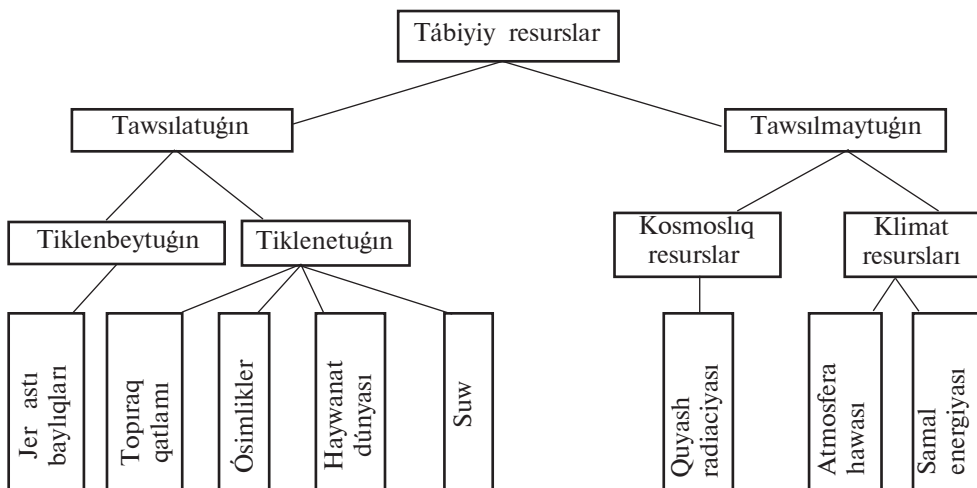 Tábiyiy resurslar
Tawsılatuǵın
Tawsılmaytuǵın
Tiklenbeytuǵın
Tiklenetuǵın
Kosmoslıq
resurslar
Klimat
resursları
Jer astı
baylıqları
Topıraq
qatlamı
Ósimlikler
Haywanat
dúnyası
Suw
Quyash
radiaciyası
Atmosfera
hawası
Samal
energiyası